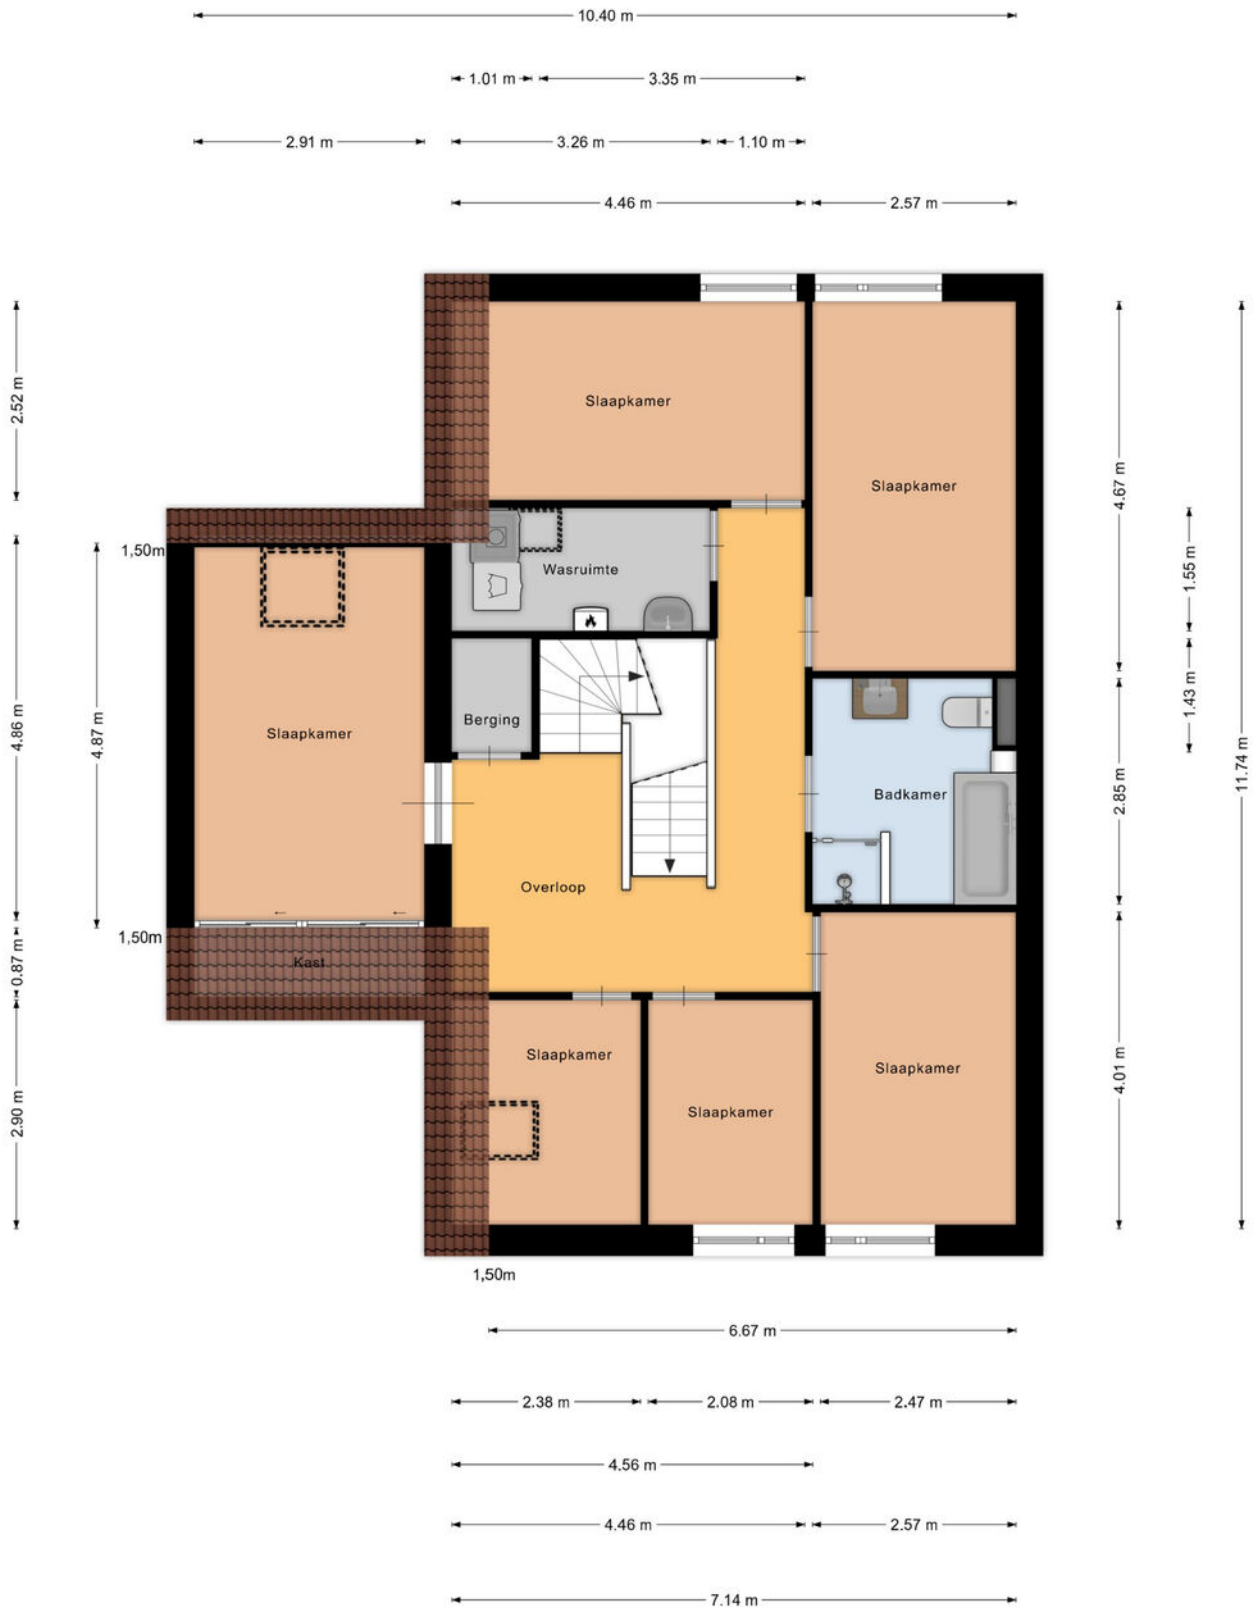 10.40 m
1.01 m
3.35 m
2.91 m
3.26 m
1.10 m
4.46 m
2.57 m
2.52 m
Slaapkamer
Slaapkamer
4.67 m
1,50m
Wasruimte
1.55 m
4.86 m
4.87 m
Slaapkamer
Berging
1.43 m
11.74 m
Badkamer
2.85 m
Overloop
1,50m
0.87 m
Kast
Slaapkamer
Slaapkamer
Slaapkamer
4.01 m
2.90 m
1,50m
6.67 m
2.38 m
2.08 m
2.47 m
4.56 m
4.46 m
2.57 m
7.14 m